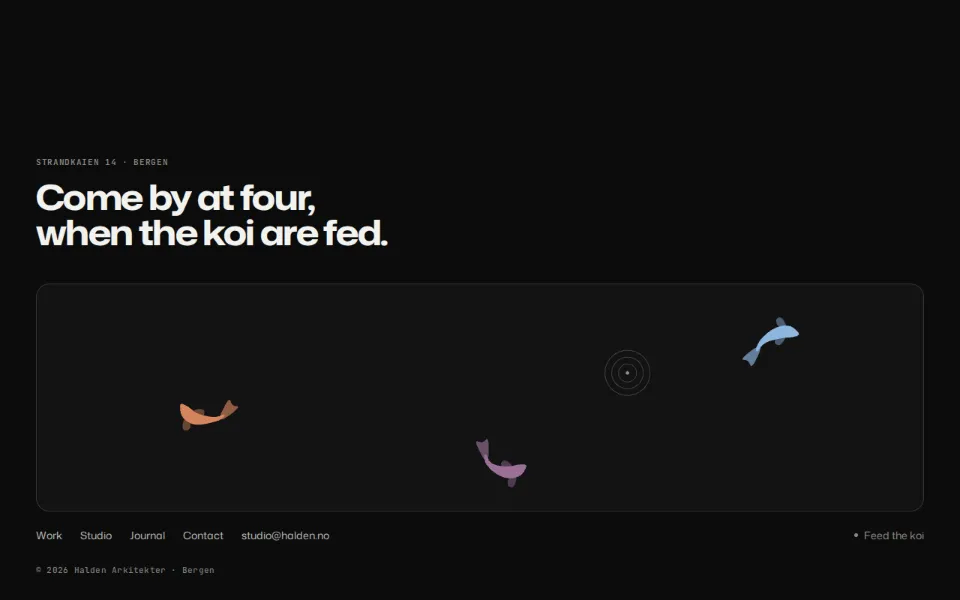 STRANDKAIEN 14 · BERGEN
Come by at four,
when the koi are fed.
Work Studio Journal Contact studio@halden.no • Feed the koi
© 2026 Halden Arkitekter · Bergen